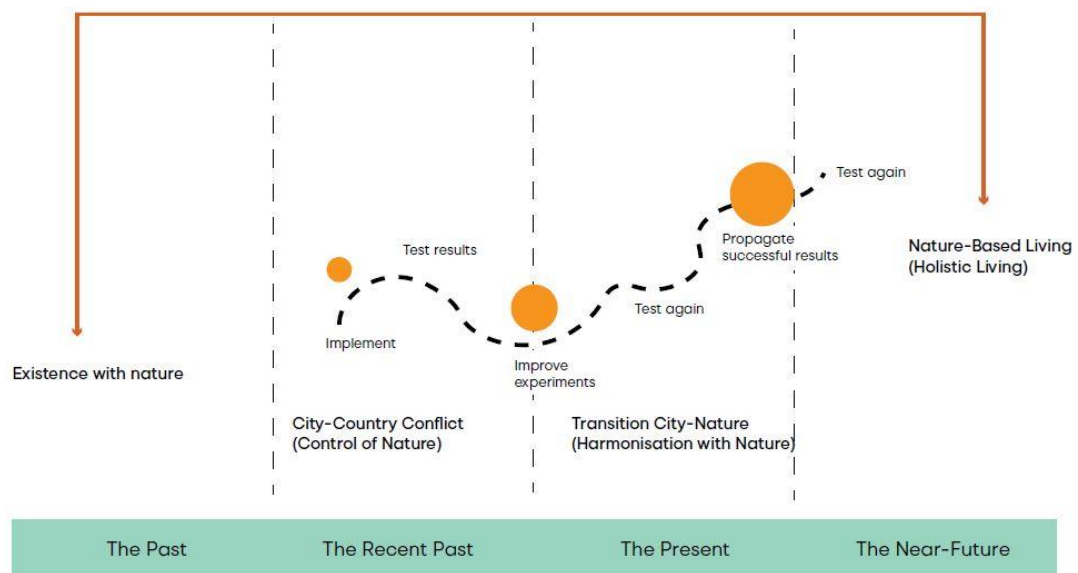 Test again
Test results
Propagate
successful results
Nature-Based Living
(Holistic Living)
Test again
Implement
Improve
experiments
Existence with nature
City-Country Conflict
(Control of Nature)
Transition City-Nature
(Harmonisation with Nature)
The Past
The Recent Past
The Present
The Near-Future